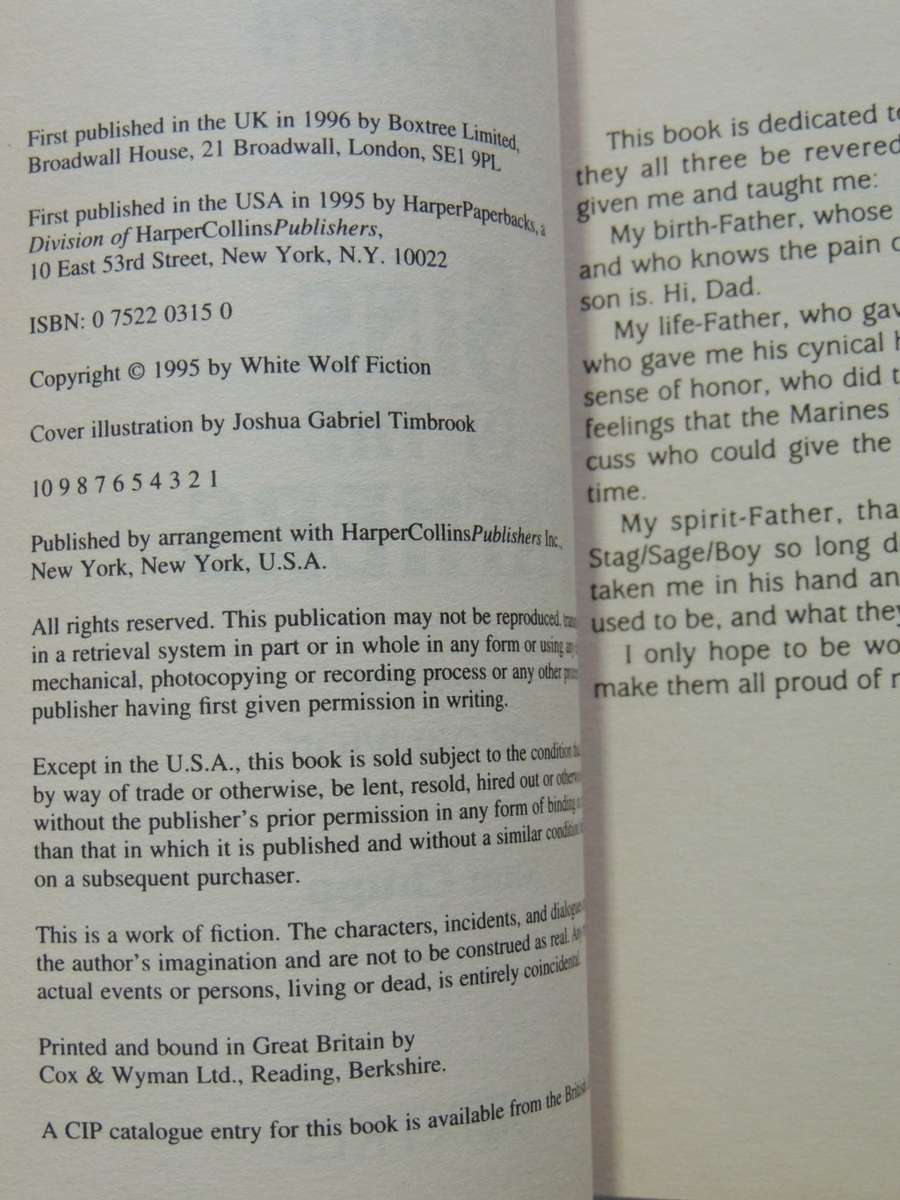 First published in the UK in 1996 by Boxtree Limited,
Broadwall House, 21 Broadwall, London, SE1 9PL
First published in the USA in 1995 by HarperPaperbacks, a
Division of HarperCollinsPublishers,
10 East 53rd Street, New York, N.Y. 10022
ISBN: 0 7522 0315 0
Copyright © 1995 by White Wolf Fiction
Cover illustration by Joshua Gabriel Timbrook
10 9 8 7 6 5 4 3 2 1
Published by arrangement with HarperCollinsPublishers Inc.,
New York, New York, U.S.A.
All rights reserved. This publication may not be reproduced,
in a retrieval system in part or in whole in any form or using any
mechanical, photocopying or recording process or any other
publisher having first given permission in writing.
Except in the U.S.A., this book is sold subject to the condition
by way of trade or otherwise, be lent, resold, hired out or
without the publisher's prior permission in any form of binding
than that in which it is published and without a similar condition
on a subsequent purchaser.
This is a work of fiction. The characters, incidents, and dialogue
the author's imagination and are not to be construed as real. Any
actual events or persons, living or dead, is entirely coincidental.
Printed and bound in Great Britain by
Cox & Wyman Ltd., Reading, Berkshire.
A CIP catalogue entry for this book is available from the British
This book is dedicated to
they all three be revered
given me and taught me:
My birth-Father, whose
and who knows the pain
son is. Hi, Dad.
My life-Father, who gav
who gave me his cynical
sense of honor, who did
feelings that the Marines
cuss who could give the
time.
My spirit-Father, tha
Stag/Sage/Boy so long d
taken me in his hand an
used to be, and what they
I only hope to be wo
make them all proud of